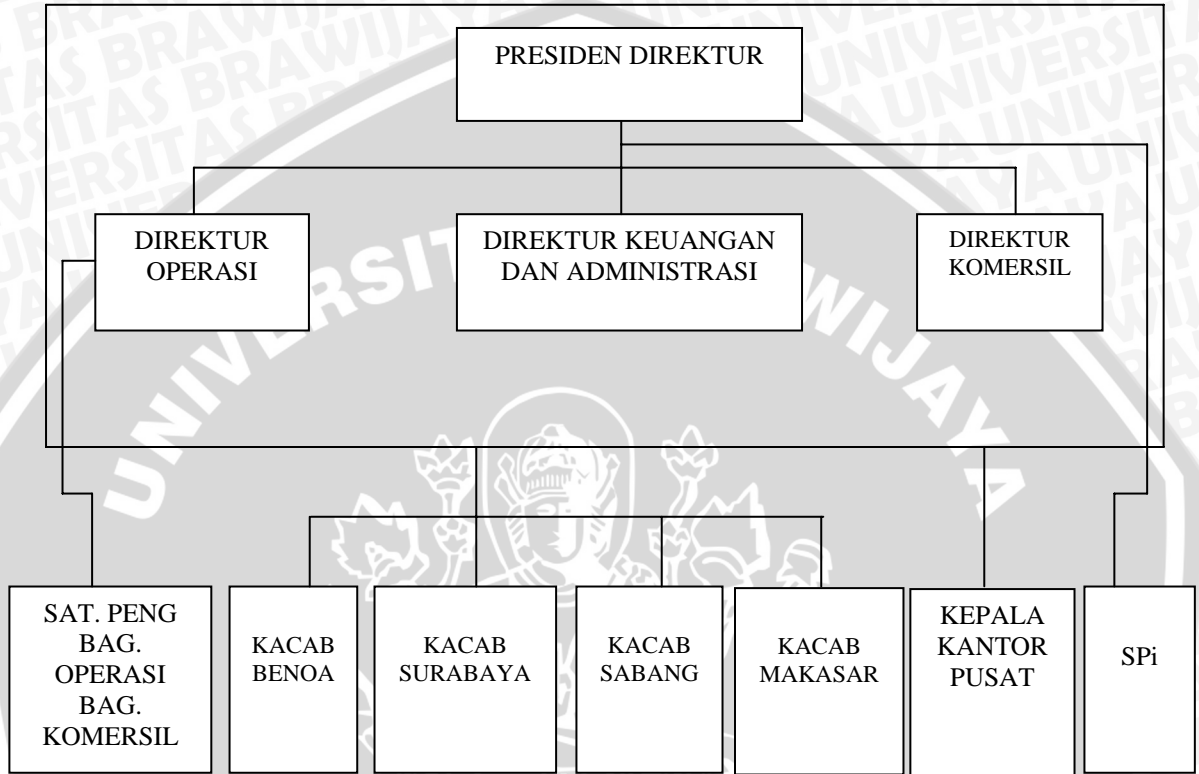 PRESIDEN DIREKTUR
DIREKTUR
OPERASI
DIREKTUR KEUANGAN
DAN ADMINISTRASI
DIREKTUR
KOMERSIL
SAT. PENG
BAG.
OPERASI
BAG.
KOMERSIL
KACAB
BENOA
KACAB
SURABAYA
KACAB
SABANG
KACAB
MAKASAR
KEPALA
KANTOR
PUSAT
SPi